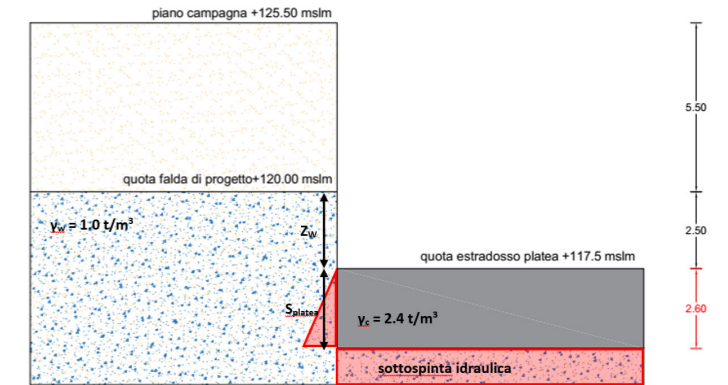 piano campagna +125.50 mslm
5.50
quota falda di progetto+120.00 mslm
γw = 1.0 t/m³
Zw
2.50
quota estradosso platea +117.5 mslm
Splatea
γc = 2.4 t/m³
2.60
sottospinta idraulica